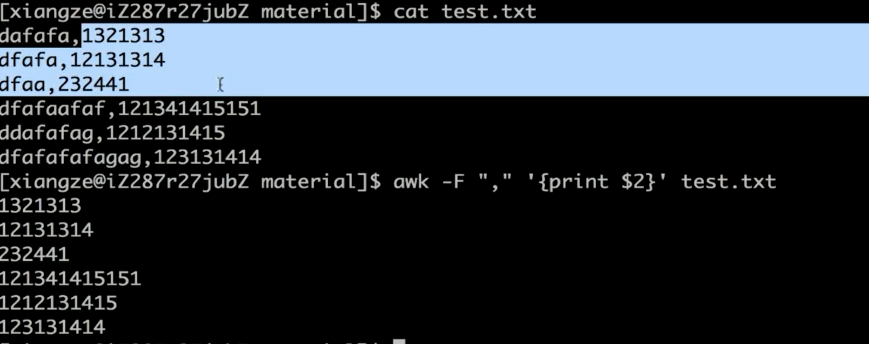 [xiangze@iZ287r27jubZ material]$ cat test.txt
dafafa,1321313
dfafa,12131314
dfaa,232441
dfafaafaf,121341415151
ddafafag,1212131415
dfafafafagag,123131414
[xiangze@iZ287r27jubZ material]$ awk -F "," '{print $2}' test.txt
1321313
12131314
232441
121341415151
1212131415
123131414